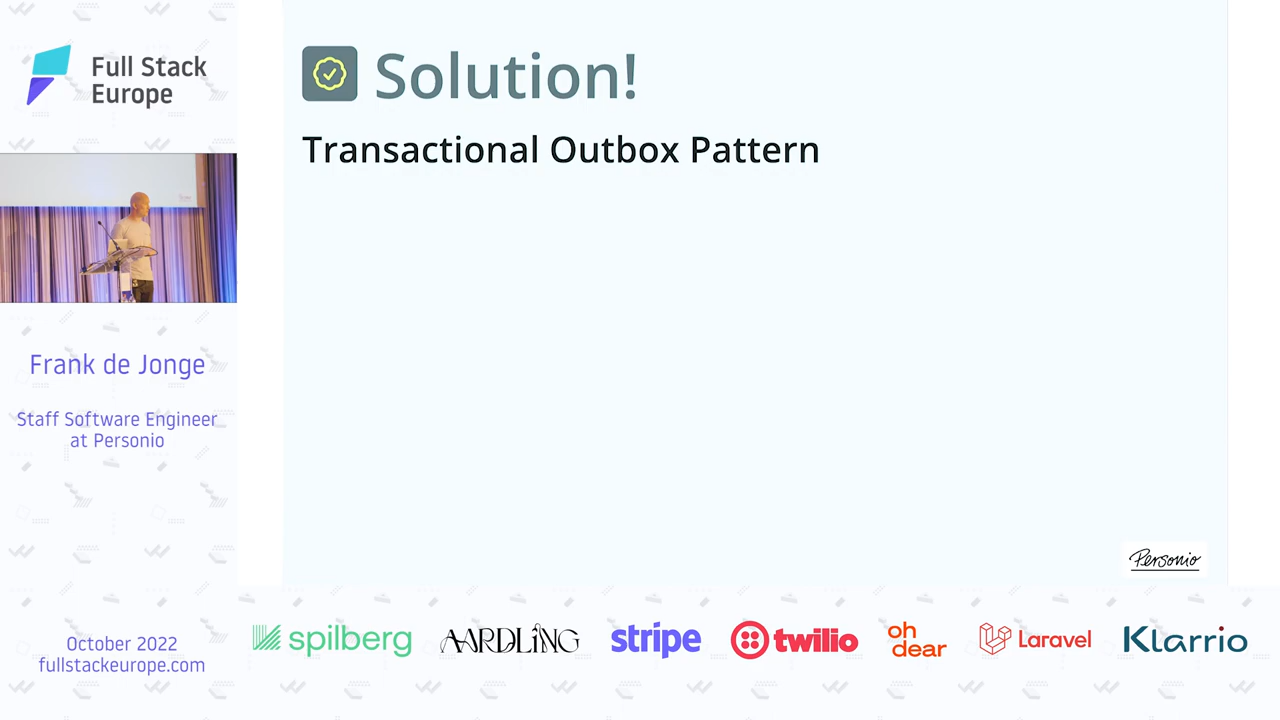 Full Stack
Europe
Solution!
Transactional Outbox Pattern
Frank de Jonge
Staff Software Engineer
at Personio
Personio
October 2022
fullstackeurope.com
spilberg
AARDLiNG
stripe
twilio
oh
dear
Laravel
Klarrio